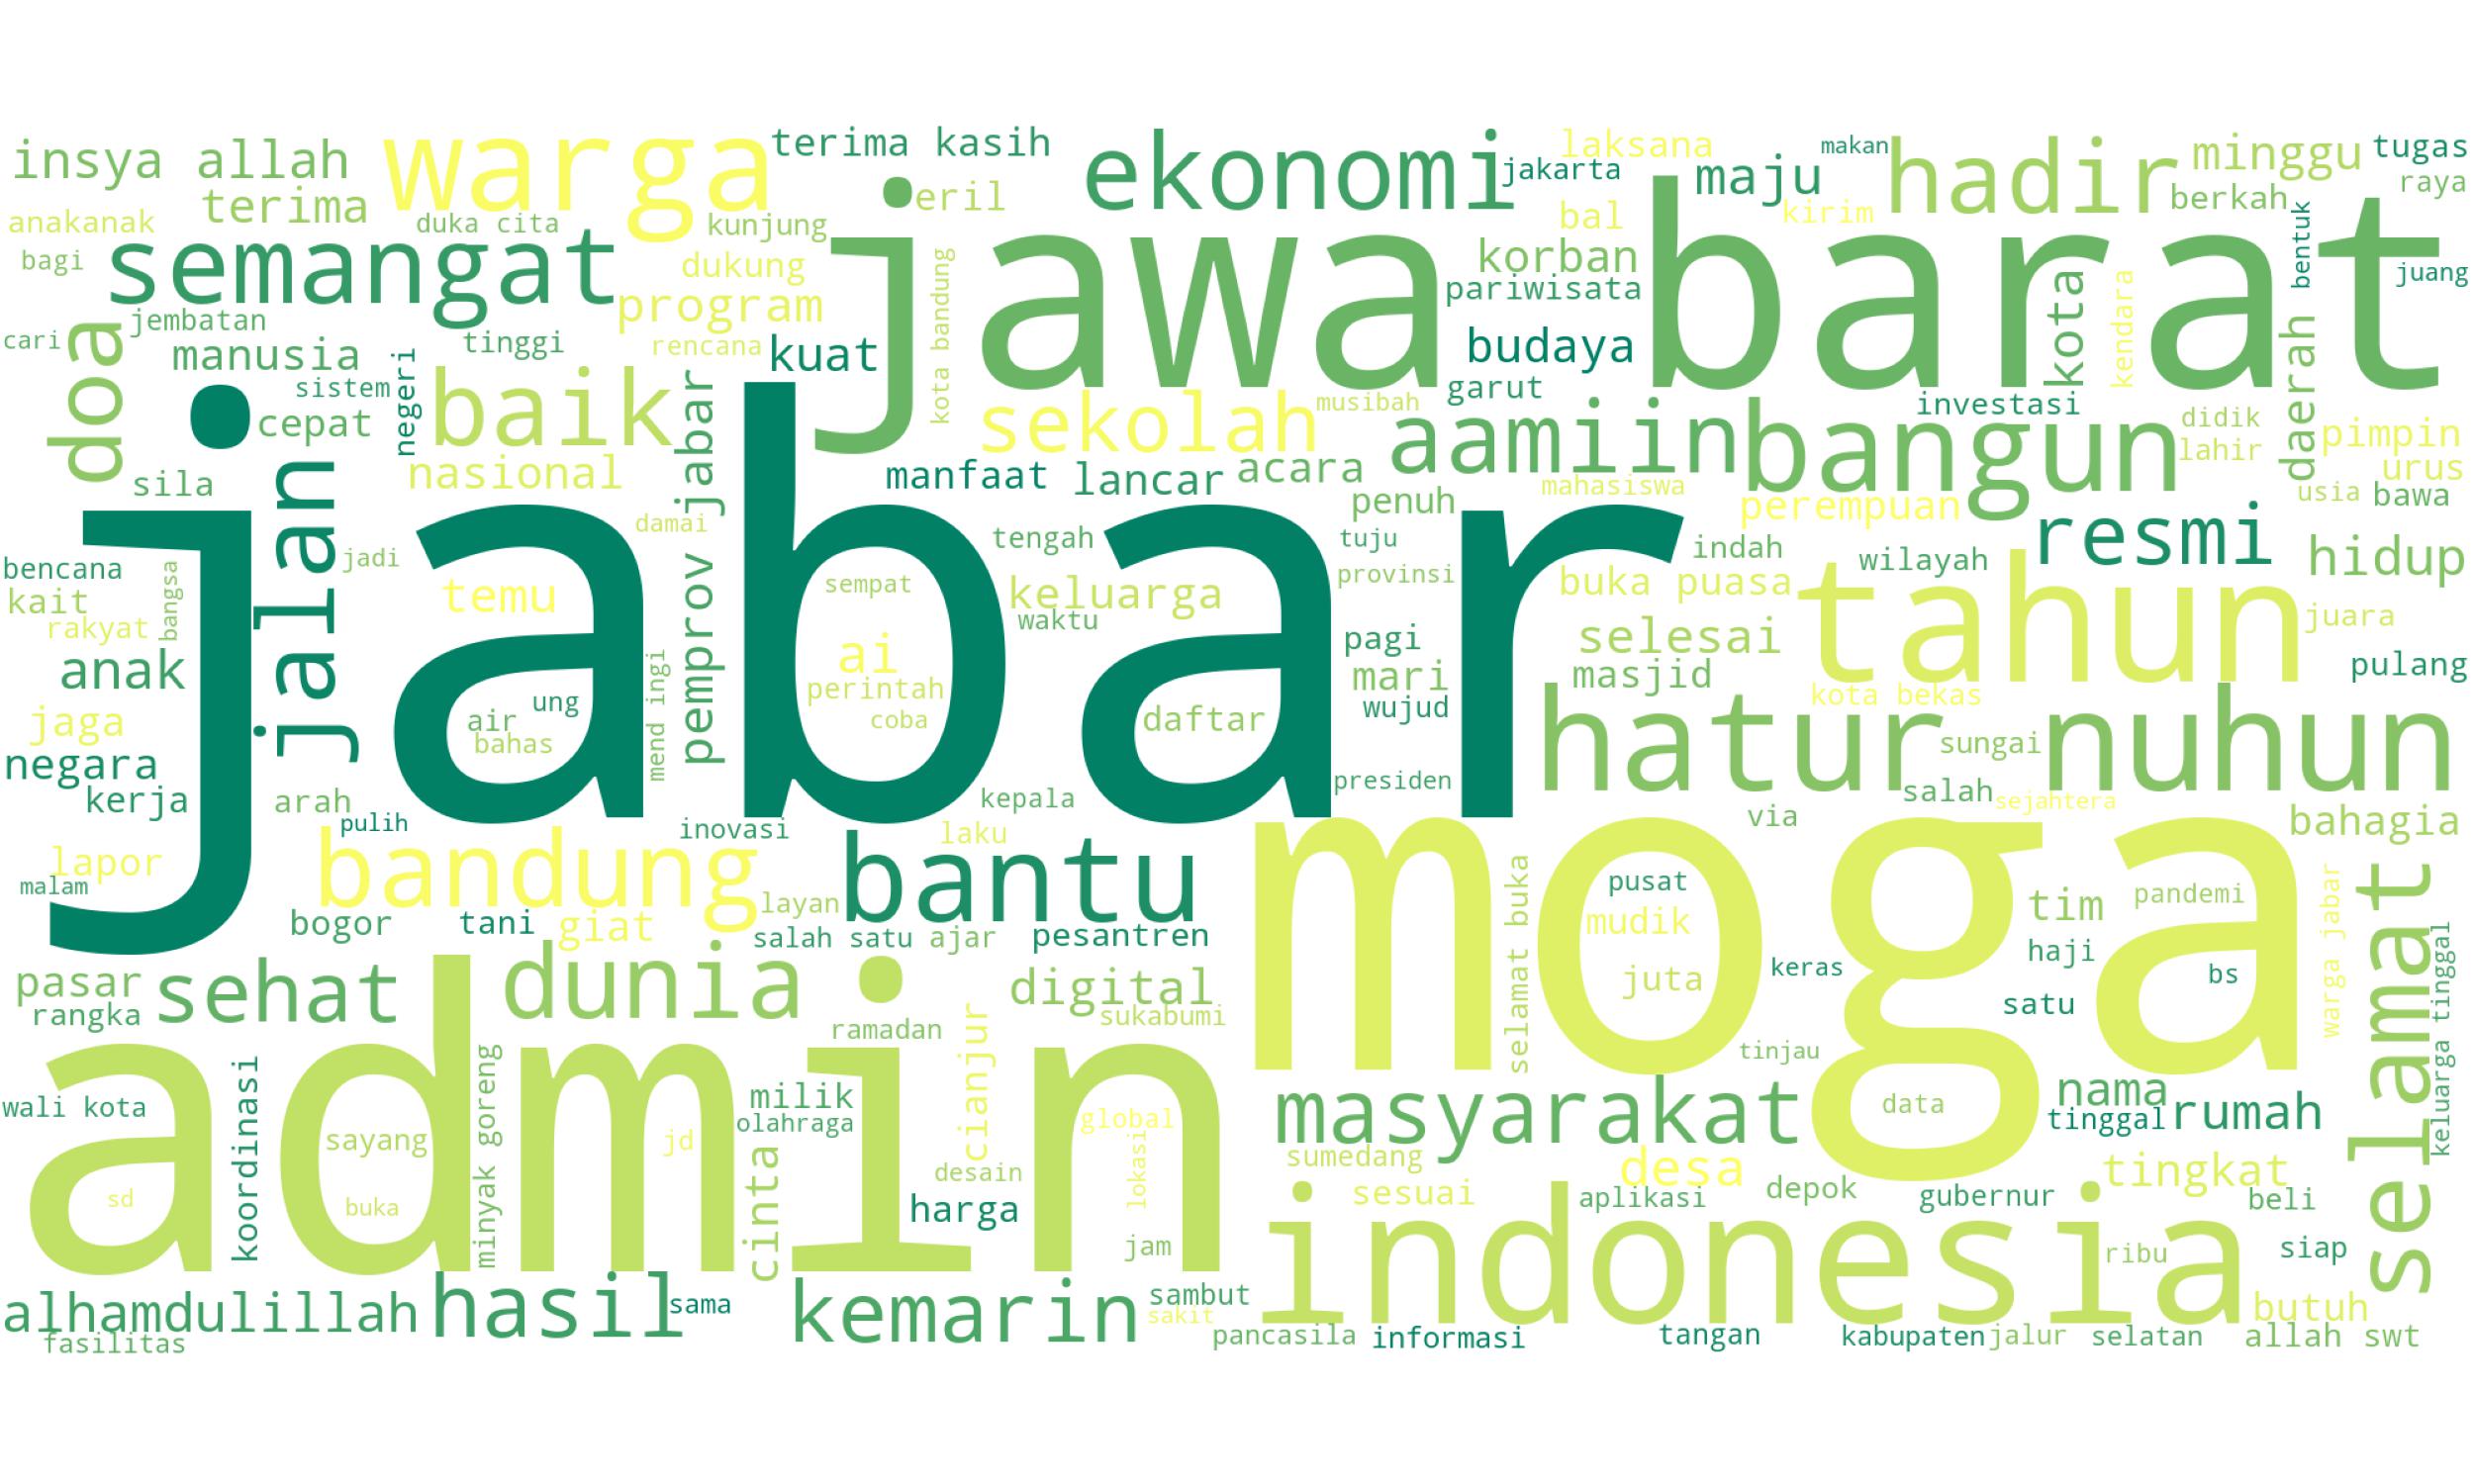 insya allah
warga
terima kasih
ekonomi
laksana
jakarta
makan
maju
hadir
minggu
tugas
terima
eril
bal
kirim
berkah
raya
anakanak
duka cita
kunjung
jawa barat
bentuk
bagi
semangat
dukung
kota bandung
korban
pariwisata
kota
kendara
juang
doa
jembatan
program
cari
manusia
tinggi
rencana
kuat
budaya
daerah
sistem
negeri
baik
pemprov jabar
garut
cepat
sekolah
musibah
aamiin
bangun
investasi
didik
pimpin
jalan
nasional
manfaat
lancar
acara
lahir
urus
sila
jabar
damai
penuh
mahasiswa
perempuan
usia
bawa
tengah
tuju
indah
resmi
hidup
bencana
jadi
bangsa
kait
temu
sempat
keluarga
provinsi
buka puasa
wilayah
tahun
rakyat
waktu
juara
anak
ai
pagi
selesai
pulang
mend ingi
perintah
mari
masjid
kota bekas
jaga
air
ung
coba
daftar
wujud
hatur nuhun
bahas
sungai
negara
presiden
kerja
arah
kepala
salah
sejahtera
pulih
inovasi
laku
moga
via
bahagia
lapor
bandung
bantu
malam
selamat buka
pusat
pandemi
warga jabar
selamat
bogor
tani
giat
layan
mudik
tim
keluarga tinggal
salah satu
ajar
pesantren
haji
pasar
sehat
dunia
digital
juta
keras
bs
rangka
ramadan
cianjur
sukabumi
satu
admin
koordinasi
minyak goreng
tinjau
wali kota
milik
masyarakat
data
nama
sayang
jd
olahraga
global
lokasi
tinggal
rumah
cinta
desain
sumedang
desa
tingkat
sd
buka
harga
sesuai
aplikasi
depok
gubernur
beli
jam
indonesia
ribu
siap
alhamdulillah
hasil
sama
kemarin
sambut
sakit
butuh
fasilitas
pancasila
informasi
tangan
kabupaten
jalur
selatan
allah swt